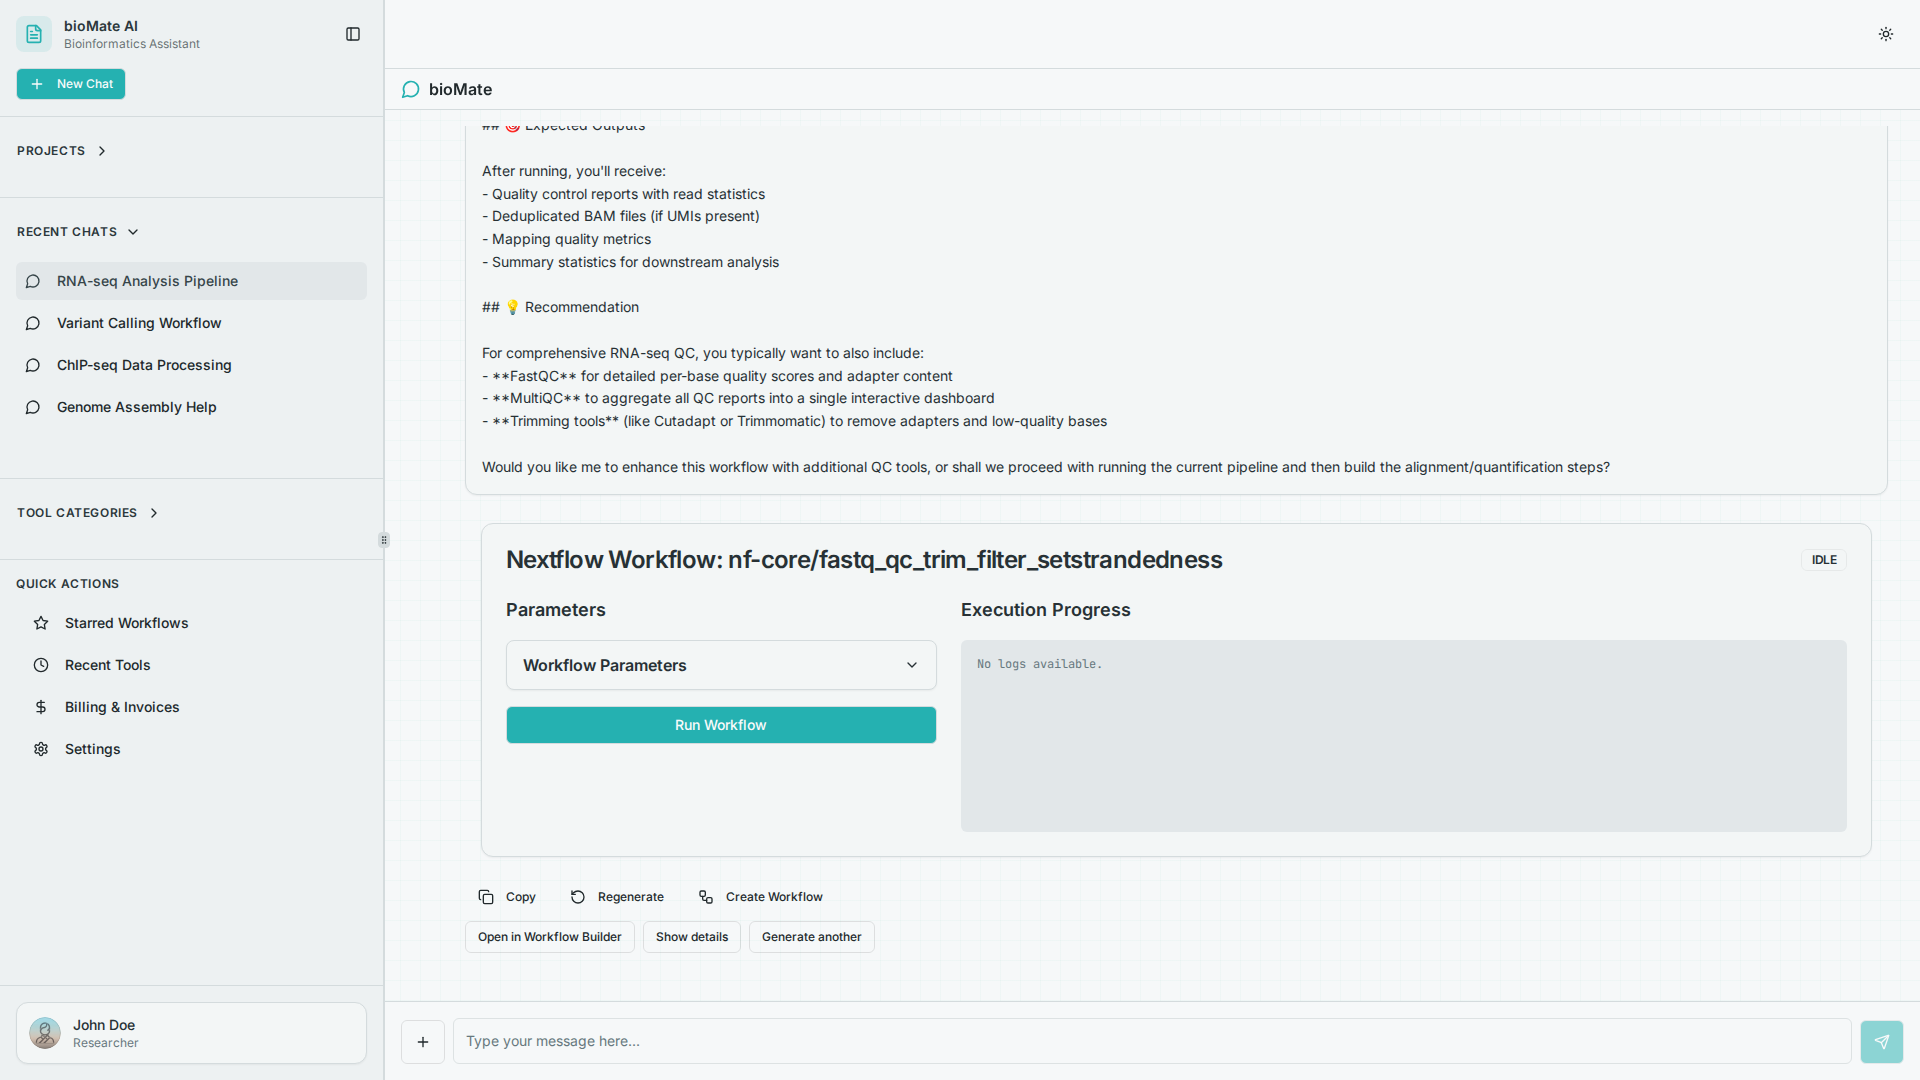 bioMate AI
Bioinformatics Assistant
New Chat
PROJECTS
RECENT CHATS
RNA-seq Analysis Pipeline
Variant Calling Workflow
ChIP-seq Data Processing
Genome Assembly Help
TOOL CATEGORIES
QUICK ACTIONS
Starred Workflows
Recent Tools
Billing & Invoices
Settings
John Doe
Researcher
bioMate
## 🎯 Expected Outputs
After running, you'll receive:
- Quality control reports with read statistics
- Deduplicated BAM files (if UMIs present)
- Mapping quality metrics
- Summary statistics for downstream analysis
## 💡 Recommendation
For comprehensive RNA-seq QC, you typically want to also include:
- **FastQC** for detailed per-base quality scores and adapter content
- **MultiQC** to aggregate all QC reports into a single interactive dashboard
- **Trimming tools** (like Cutadapt or Trimmomatic) to remove adapters and low-quality bases
Would you like me to enhance this workflow with additional QC tools, or shall we proceed with running the current pipeline and then build the alignment/quantification steps?
Nextflow Workflow: nf-core/fastq_qc_trim_filter_setstrandedness
IDLE
Parameters
Workflow Parameters
Run Workflow
Execution Progress
No logs available.
Copy
Regenerate
Create Workflow
Open in Workflow Builder
Show details
Generate another
Type your message here...